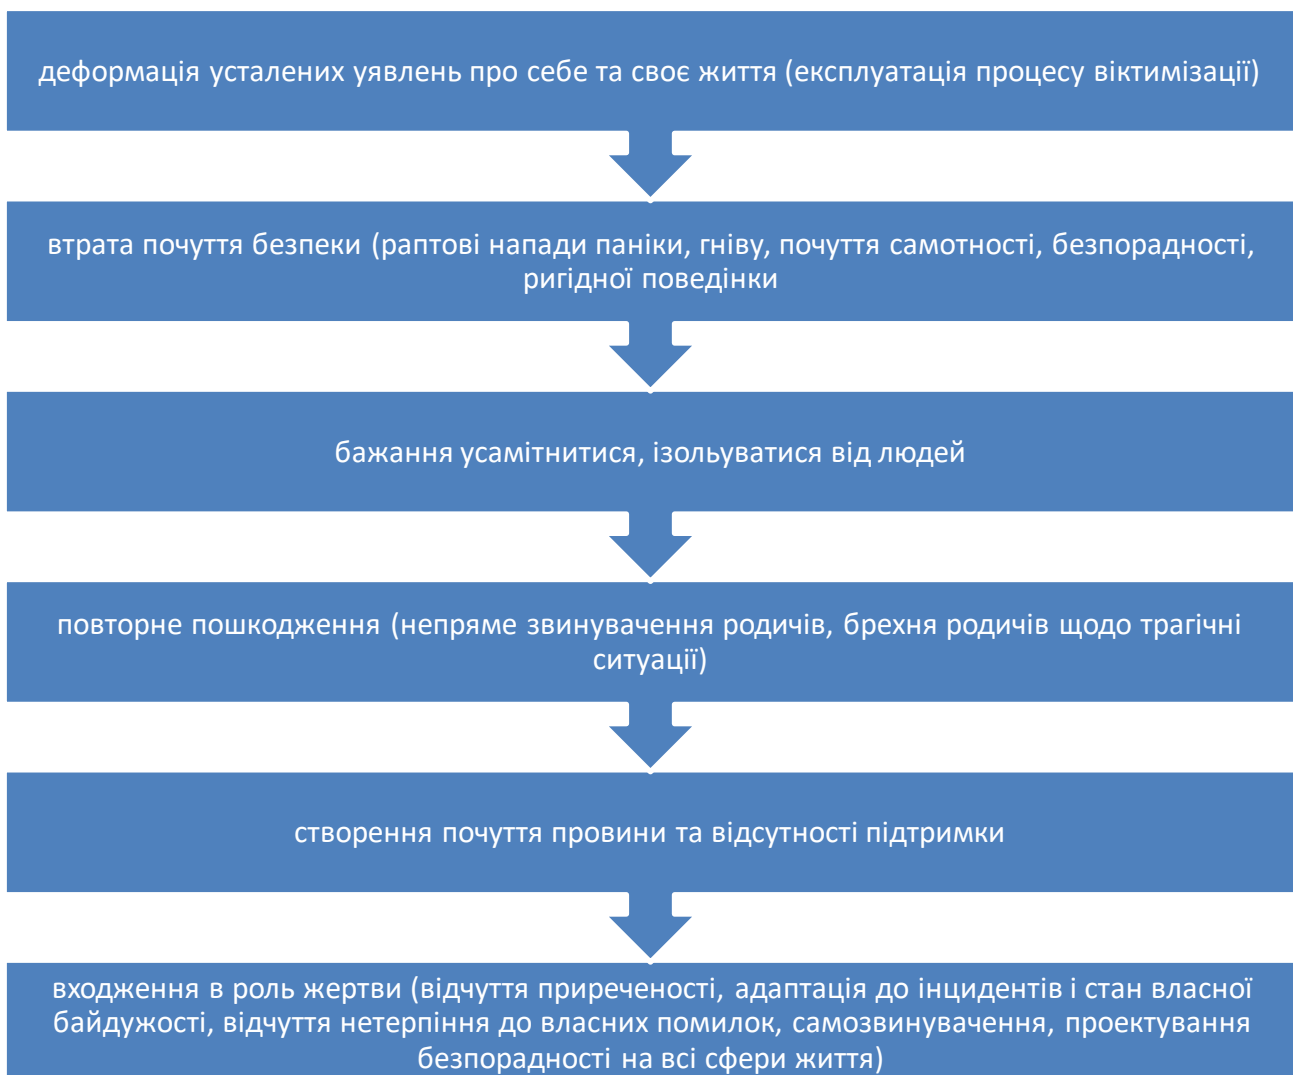 деформація усталених уявлень про себе та своє життя (експлуатація процесу віктимізації)
втрата почуття безпеки (раптові напади паніки, гніву, почуття самотності, безпорадності,
ригідної поведінки
бажання усамітнитися, ізольуватися від людей
повторне пошкодження (непряме звинувачення родичів, брехня родичів щодо трагічні
ситуації)
створення почуття провини та відсутності підтримки
входження в роль жертви (відчуття приреченості, адаптація до інцидентів і стан власної
байдужості, відчуття нетерпіння до власних помилок, самозвинувачення, проектування
безпорадності на всі сфери життя)